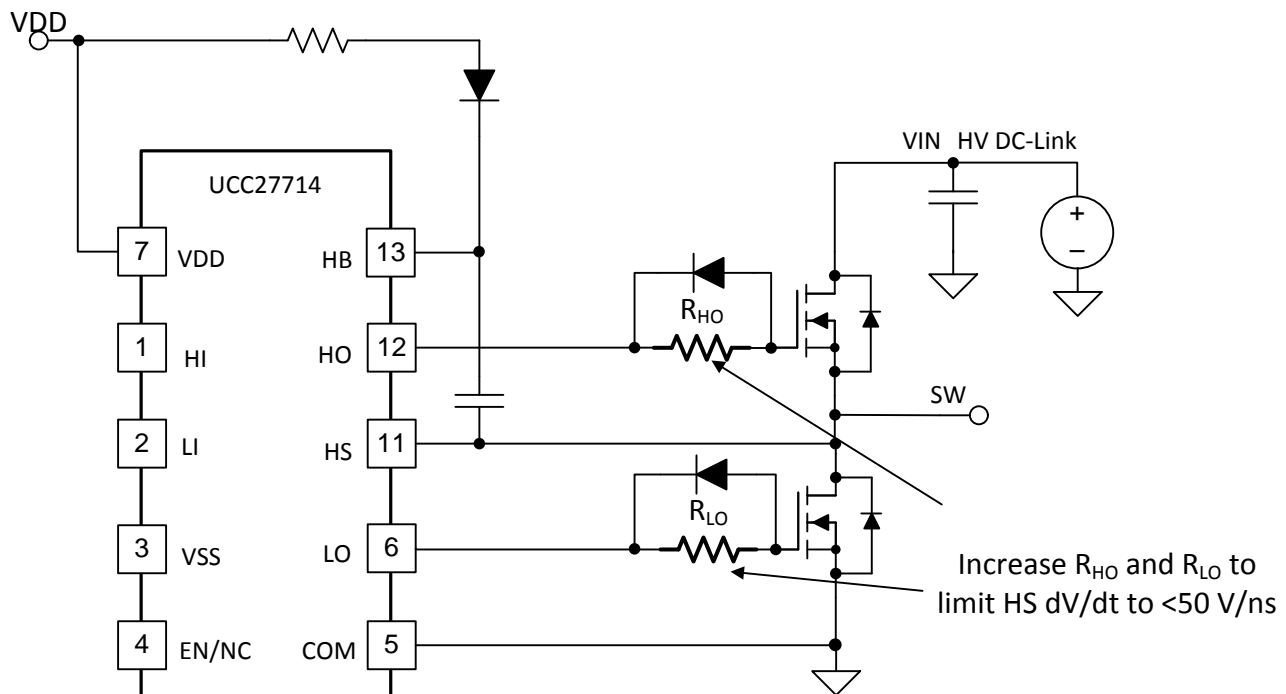 VDD
VIN HV DC-Link
UCC27714
+
−
7 VDD HB 13
R_HO
1 HI HO 12
SW
2 LI HS 11
R_LO
3 VSS LO 6
Increase R_HO and R_LO to
limit HS dV/dt to <50 V/ns
4 EN/NC COM 5